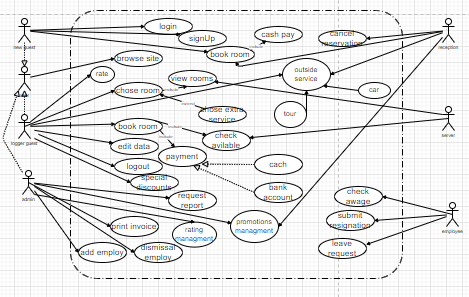 login
signUp
cash pay
cancel
reservation
new guest
book room
reception
browse site
outside
service
rate
view rooms
chose room
car
chose extra
service
tour
server
book room
logger guest
check
avilable
edit data
payment
logout
cach
special
discounts
admin
bank
account
check
awage
request
report
submit
resignation
employee
print invoice
promotions
managment
rating
managment
leave
request
add employ
dismissal
employ